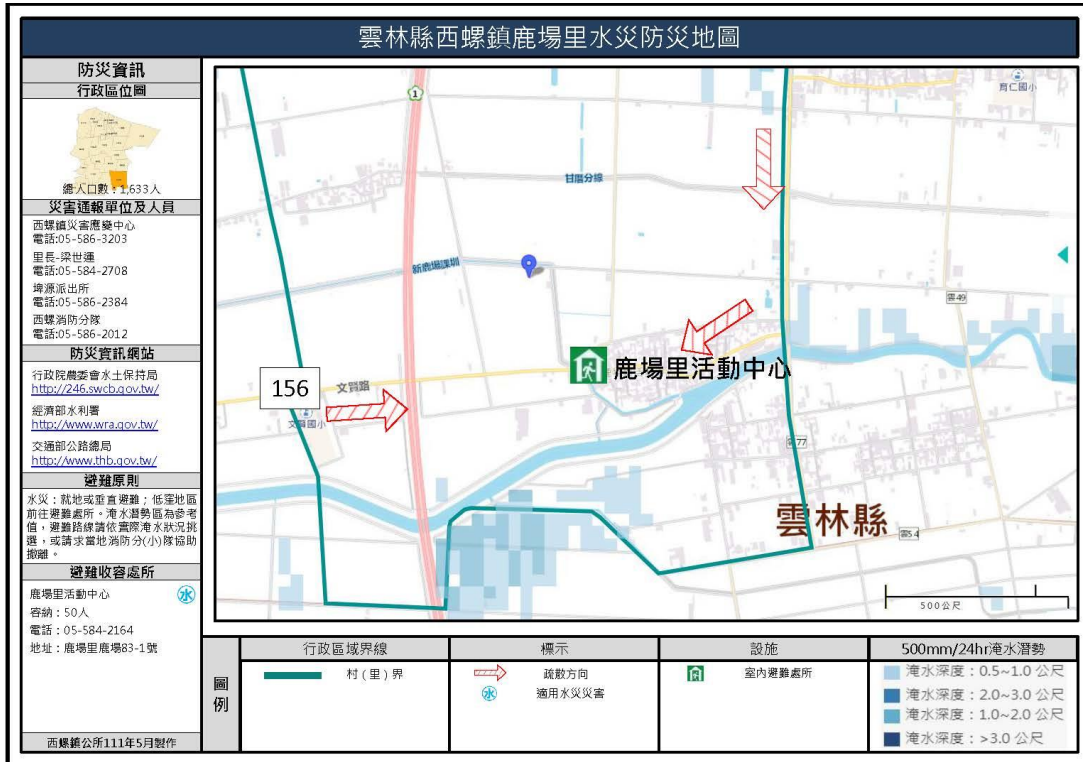 雲林縣西螺鎮鹿場里水災防災地圖
防災資訊
行政區位圖
總人口數：1,633人
災害通報單位及人員
西螺鎮災害應變中心
電話:05-586-3203
里長-梁世運
電話:05-584-2708
埤源派出所
電話:05-586-2384
西螺消防分隊
電話:05-586-2012
防災資訊網站
行政院農委會水土保持局
http://246.swcb.gov.tw/
經濟部水利署
http://www.wra.gov.tw/
交通部公路總局
http://www.thb.gov.tw/
避難原則
水災：就地或垂直避難；低窪地區
前往避難處所。淹水潛勢區為參考
值，避難路線請依實際淹水狀況挑
選，或請求當地消防分(小)隊協助
撤離。
避難收容處所
鹿場里活動中心
水
容納：50人
電話：05-584-2164
地址：鹿場里鹿場83-1號
西螺鎮公所111年5月製作
1
育仁國小
甘厝分線
新鹿場課圳
雲49
鹿場里活動中心
156
文賢路
文賢國小
77
雲林縣
雲54
500公尺
圖例
行政區域界線
村(里)界
標示
疏散方向
水
適用水災災害
設施
室內避難處所
500mm/24hr淹水潛勢
淹水深度：0.5~1.0 公尺
淹水深度：2.0~3.0 公尺
淹水深度：1.0~2.0 公尺
淹水深度：>3.0 公尺